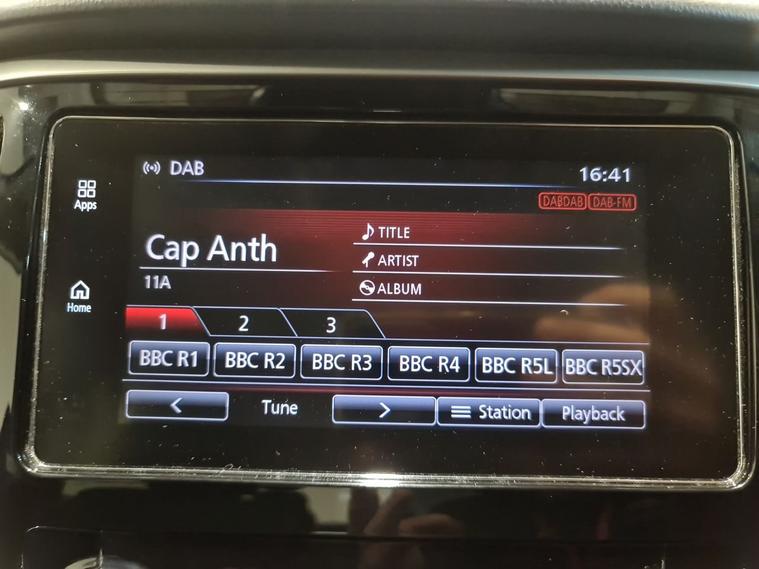 DAB 16:41
Apps
DABDAB DAB-FM
TITLE
Cap Anth
ARTIST
11A
ALBUM
Home
1 2 3
BBC R1 BBC R2 BBC R3 BBC R4 BBC R5L BBC R5SX
< Tune > Station Playback